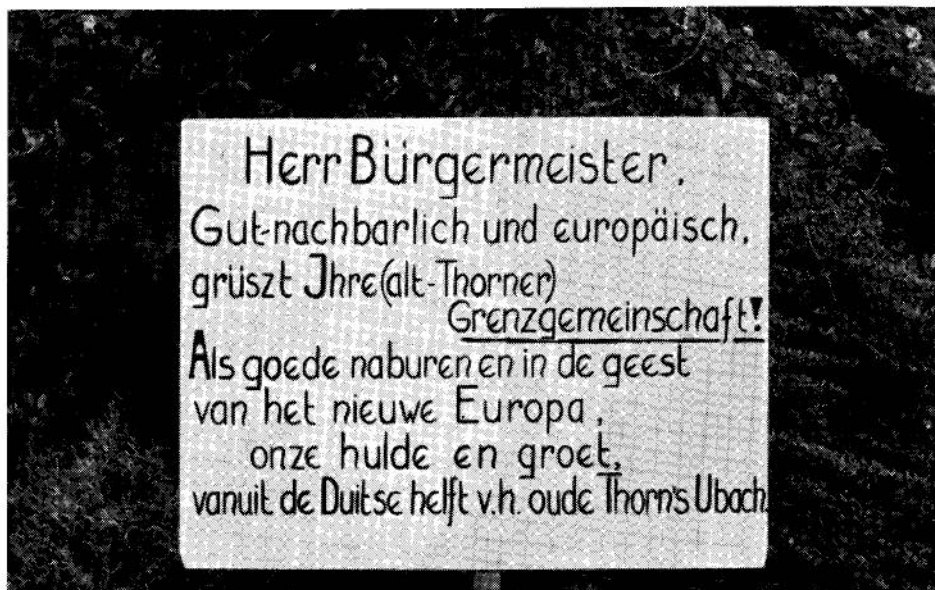 Herr Bürgermeister,
Gut-nachbarlich und europäisch,
grüszt Jhre (alt-Thorner)
Grenzgemeinschaft!
Als goede naburen en in de geest
van het nieuwe Europa,
onze hulde en groet,
vanuit de Duitse helft v.h. oude Thorn's Ubach.